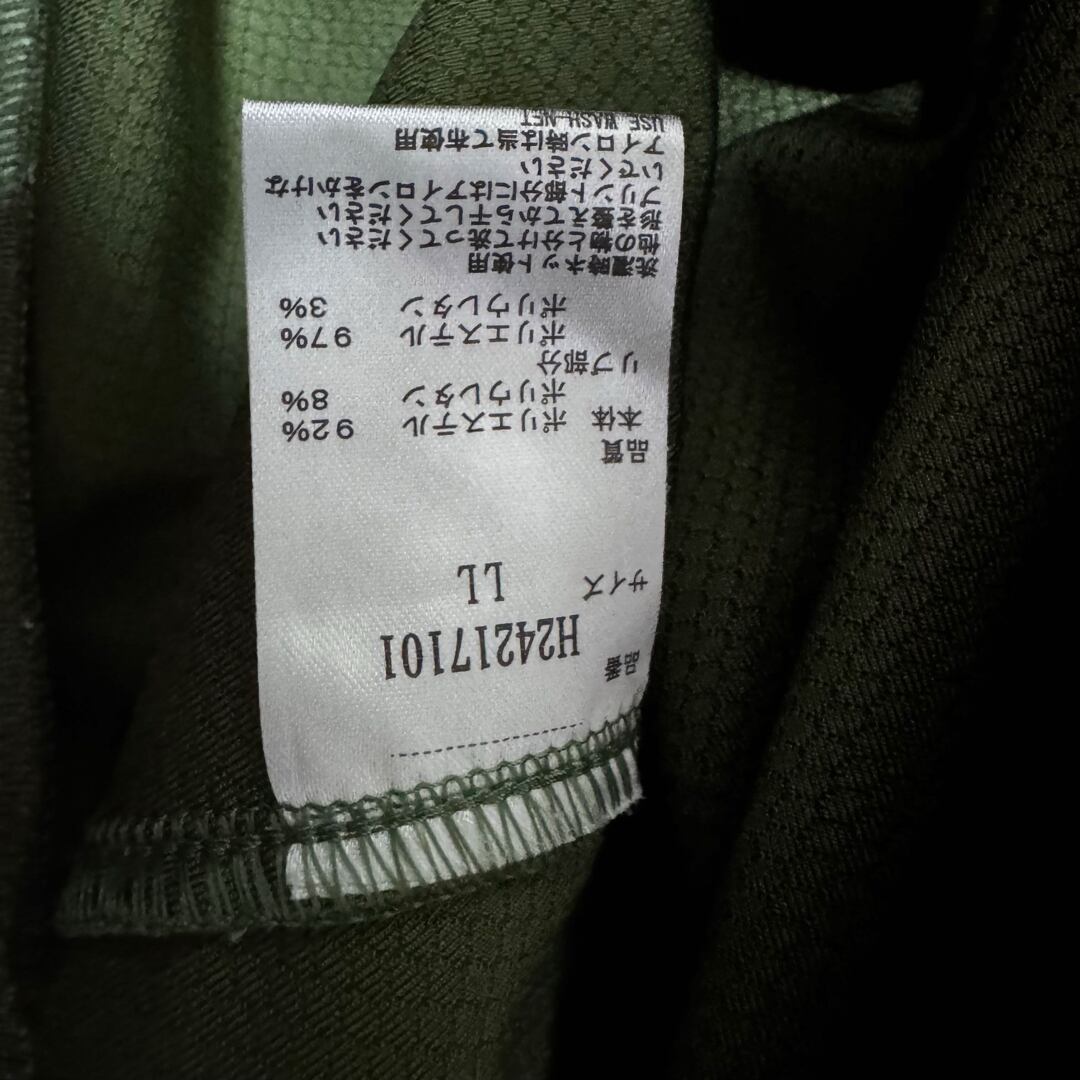 品番 H24217101
サイズ LL
品質
本体 ポリエステル 92%
ポリウレタン 8%
リブ部分
ポリエステル 97%
ポリウレタン 3%
洗濯時ネット使用
他の物と分けて洗ってください
形を整えてから干してください
プリント部分にはアイロンをかけな
いでください
アイロン時は当て布使用
USE WASH NET